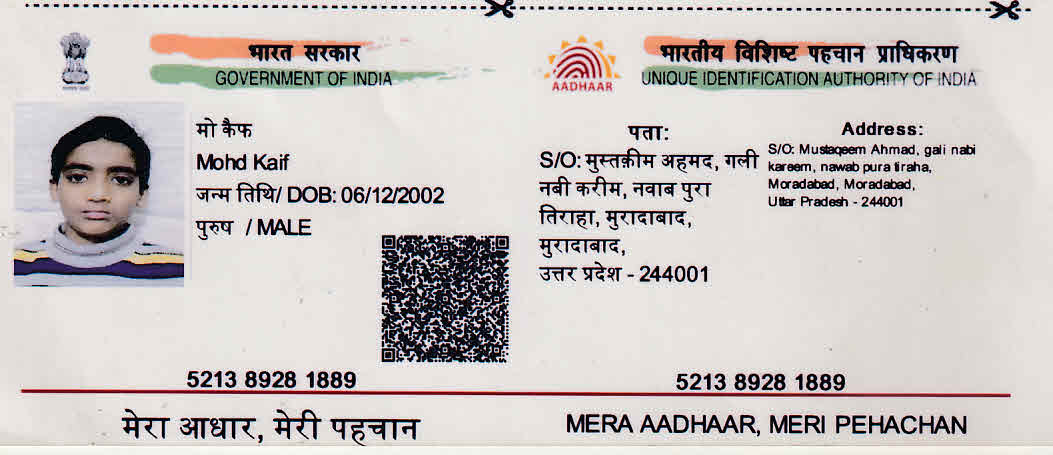 भारत सरकार
GOVERNMENT OF INDIA
मो कैफ
Mohd Kaif
जन्म तिथि/ DOB: 06/12/2002
पुरुष / MALE
5213 8928 1889
मेरा आधार, मेरी पहचान
AADHAAR
भारतीय विशिष्ट पहचान प्राधिकरण
UNIQUE IDENTIFICATION AUTHORITY OF INDIA
पता:
S/O: मुस्तक़ीम अहमद, गली
नबी करीम, नवाब पुरा
तिराहा, मुरादाबाद,
मुरादाबाद,
उत्तर प्रदेश - 244001
Address:
S/O: Mustaqeem Ahmad, gali nabi
kareem, nawab pura tiraha,
Moradabad, Moradabad,
Uttar Pradesh - 244001
5213 8928 1889
MERA AADHAAR, MERI PEHACHAN